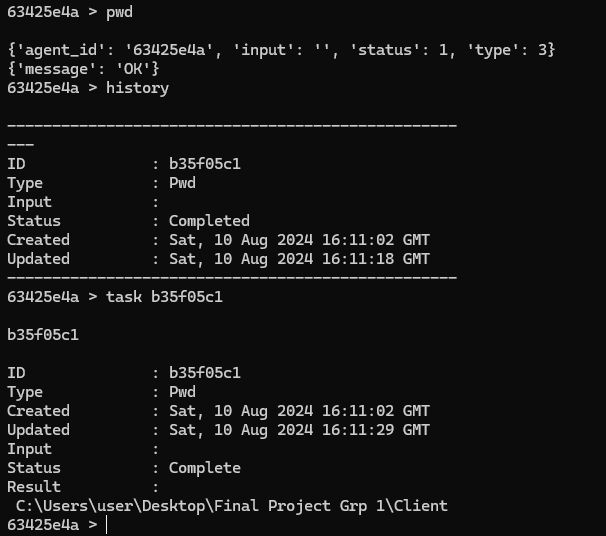 63425e4a > pwd
{'agent_id': '63425e4a', 'input': '', 'status': 1, 'type': 3}
{'message': 'OK'}
63425e4a > history
--------------------------------------------------
---
ID              : b35f05c1
Type            : Pwd
Input           :
Status          : Completed
Created         : Sat, 10 Aug 2024 16:11:02 GMT
Updated         : Sat, 10 Aug 2024 16:11:18 GMT
--------------------------------------------------
63425e4a > task b35f05c1
b35f05c1
ID              : b35f05c1
Type            : Pwd
Created         : Sat, 10 Aug 2024 16:11:02 GMT
Updated         : Sat, 10 Aug 2024 16:11:29 GMT
Input           :
Status          : Complete
Result          :
 C:\Users\user\Desktop\Final Project Grp 1\Client
63425e4a >